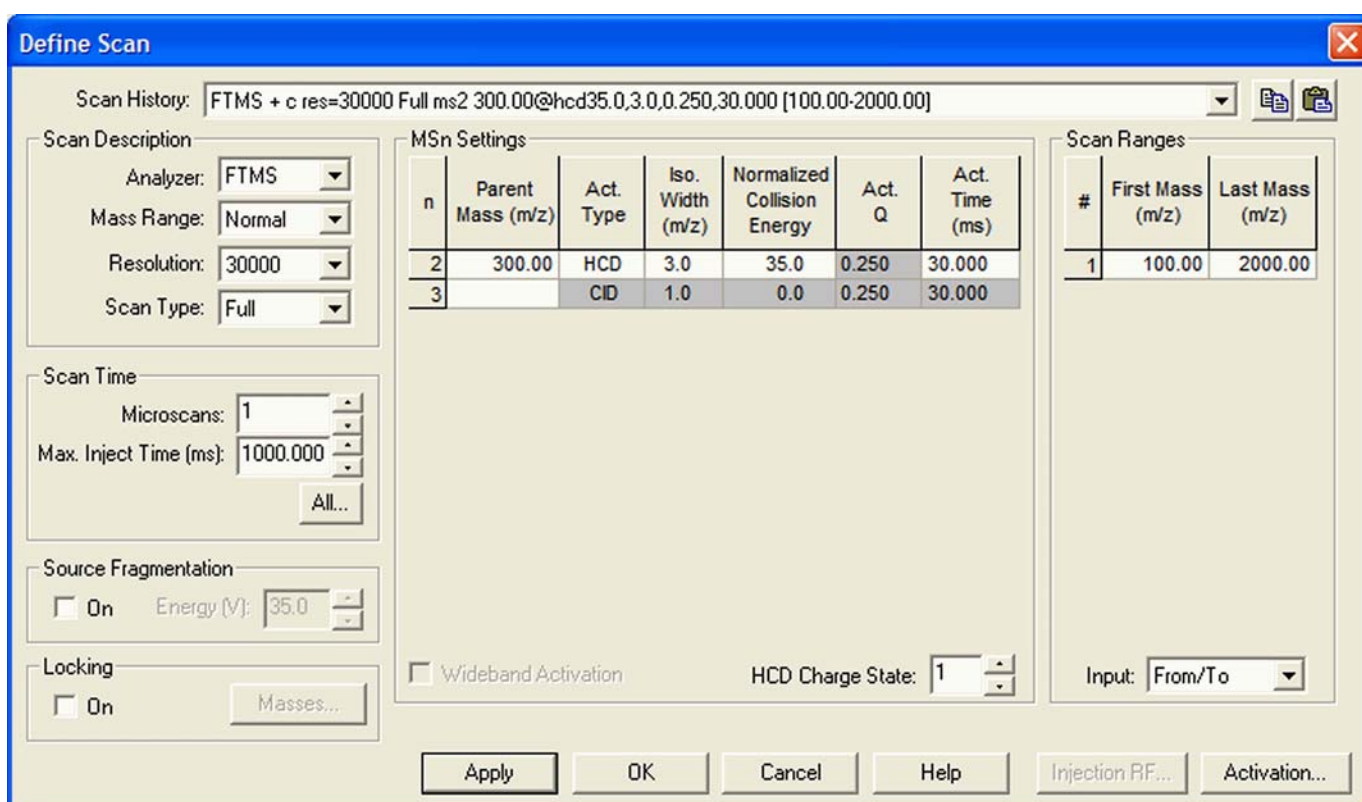 Define Scan
Scan History: FTMS + c res=30000 Full ms2 300.00@hcd35.0,3.0,0.250,30.000 [100.00-2000.00]
Scan Description
Analyzer: FTMS
Mass Range: Normal
Resolution: 30000
Scan Type: Full
Scan Time
Microscans: 1
Max. Inject Time (ms): 1000.000
All...
Source Fragmentation
On Energy (V): 35.0
Locking
On Masses...
MSn Settings
n Parent Mass (m/z) Act. Type Iso. Width (m/z) Normalized Collision Energy Act. Q Act. Time (ms)
2 300.00 HCD 3.0 35.0 0.250 30.000
3 CID 1.0 0.0 0.250 30.000
Wideband Activation HCD Charge State: 1
Scan Ranges
# First Mass (m/z) Last Mass (m/z)
1 100.00 2000.00
Input: From/To
Apply OK Cancel Help Injection RF... Activation...